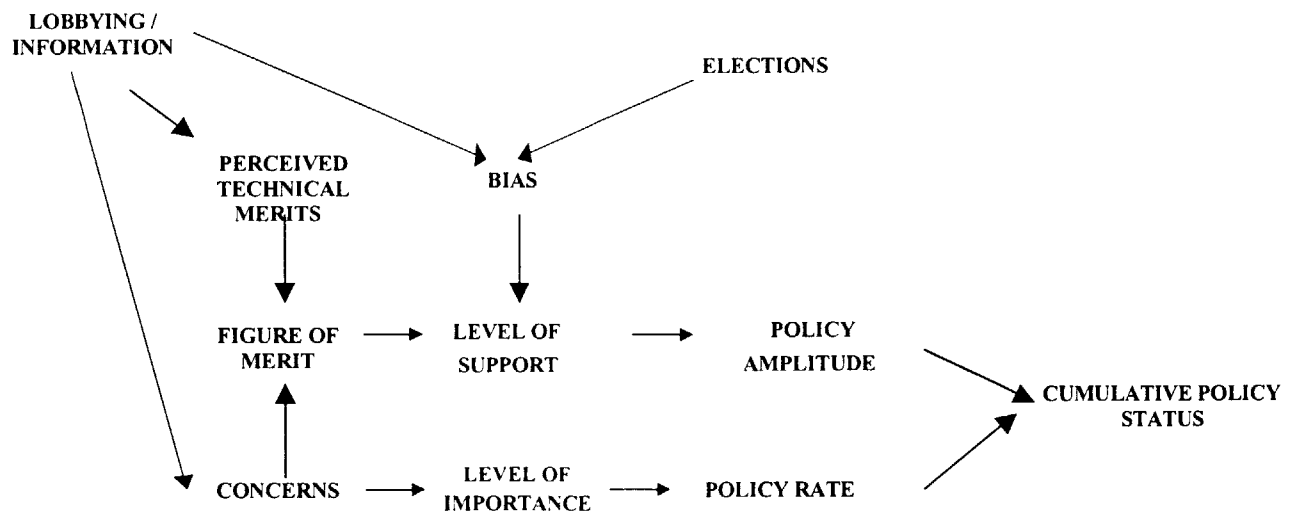 LOBBYING /
INFORMATION
ELECTIONS
PERCEIVED
TECHNICAL
MERITS
BIAS
FIGURE OF
MERIT
LEVEL OF
SUPPORT
POLICY
AMPLITUDE
CUMULATIVE POLICY
STATUS
CONCERNS
LEVEL OF
IMPORTANCE
POLICY RATE